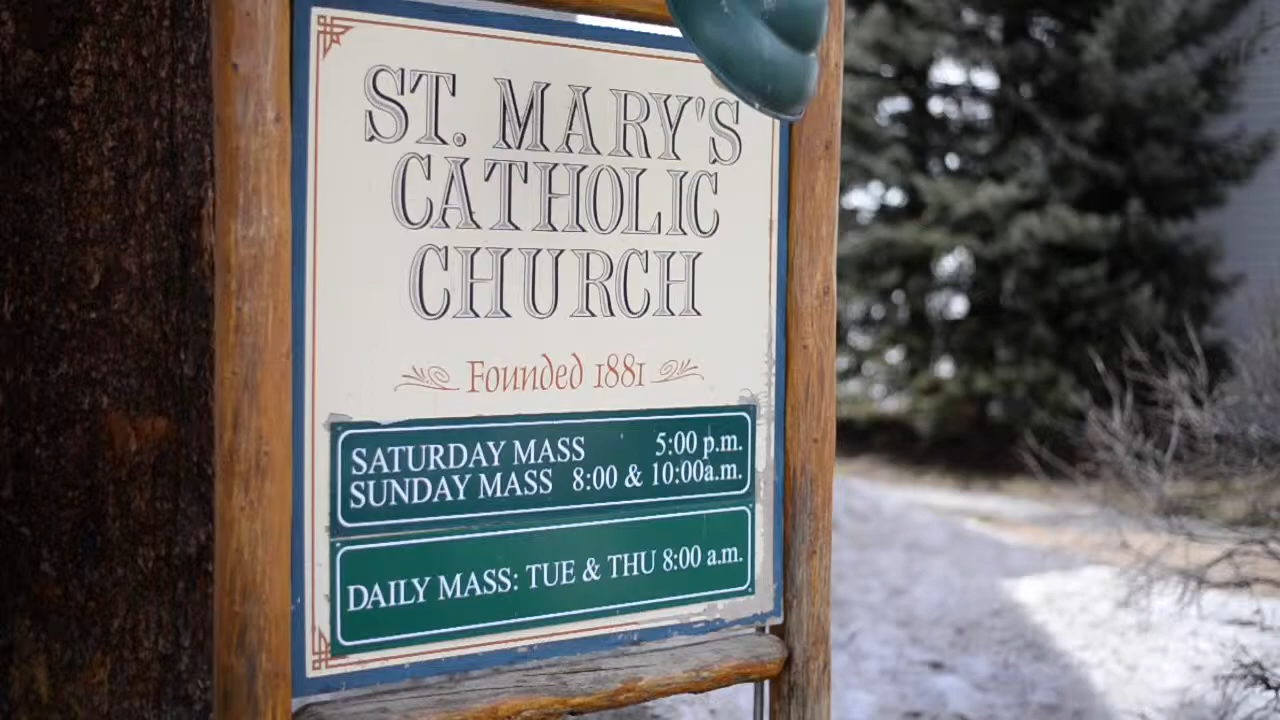 ST. MARY'S
CATHOLIC
CHURCH
Founded 1881
SATURDAY MASS 5:00 p.m.
SUNDAY MASS 8:00 & 10:00a.m.
DAILY MASS: TUE & THU 8:00 a.m.